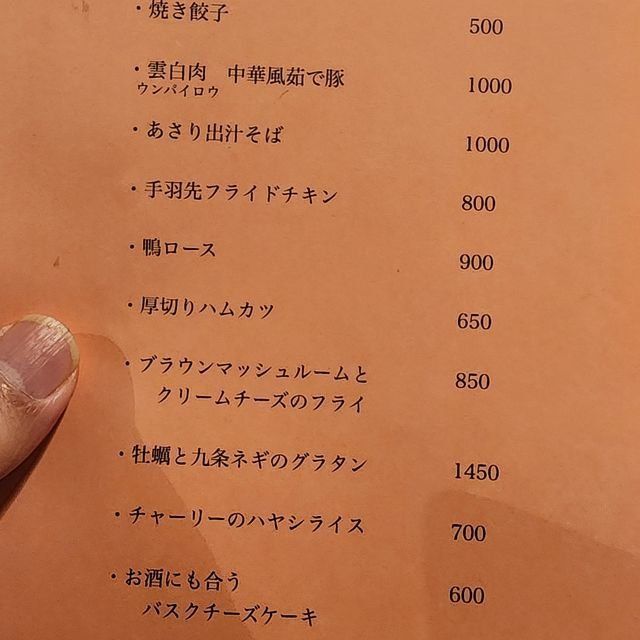 ・焼き餃子 500
・雲白肉 中華風茹で豚 1000
ウンパイロウ
・あさり出汁そば 1000
・手羽先フライドチキン 800
・鴨ロース 900
・厚切りハムカツ 650
・ブラウンマッシュルームと 850
クリームチーズのフライ
・牡蠣と九条ネギのグラタン 1450
・チャーリーのハヤシライス 700
・お酒にも合う 600
バスクチーズケーキ